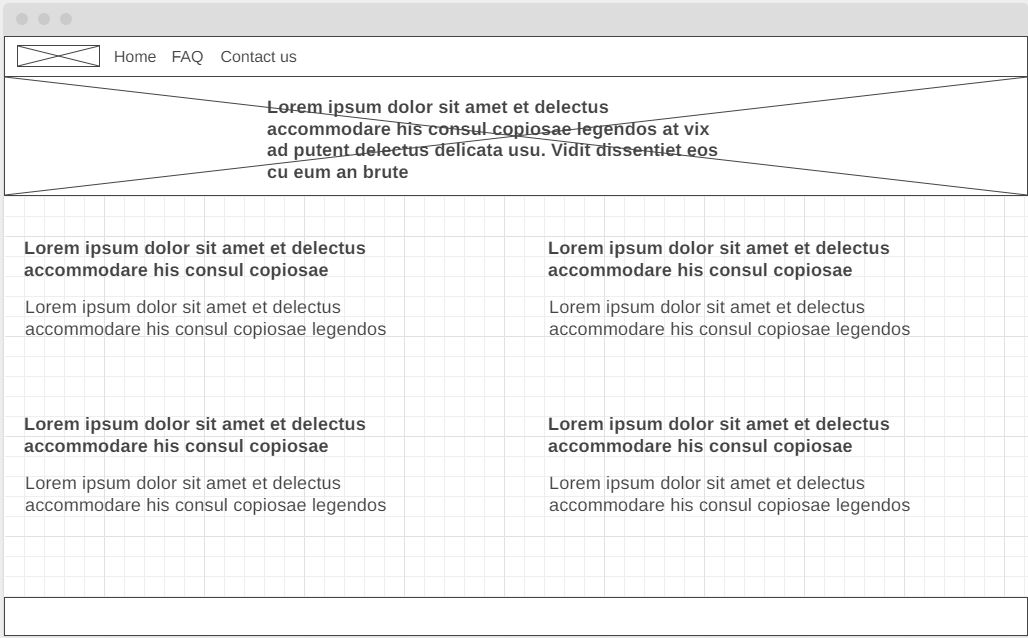 Home FAQ Contact us
Lorem ipsum dolor sit amet et delectus
accommodare his consul copiosae legendos at vix
ad putent delectus delicata usu. Vidit dissentiet eos
cu eum an brute
Lorem ipsum dolor sit amet et delectus
accommodare his consul copiosae
Lorem ipsum dolor sit amet et delectus
accommodare his consul copiosae legendos
Lorem ipsum dolor sit amet et delectus
accommodare his consul copiosae
Lorem ipsum dolor sit amet et delectus
accommodare his consul copiosae legendos
Lorem ipsum dolor sit amet et delectus
accommodare his consul copiosae
Lorem ipsum dolor sit amet et delectus
accommodare his consul copiosae legendos
Lorem ipsum dolor sit amet et delectus
accommodare his consul copiosae
Lorem ipsum dolor sit amet et delectus
accommodare his consul copiosae legendos